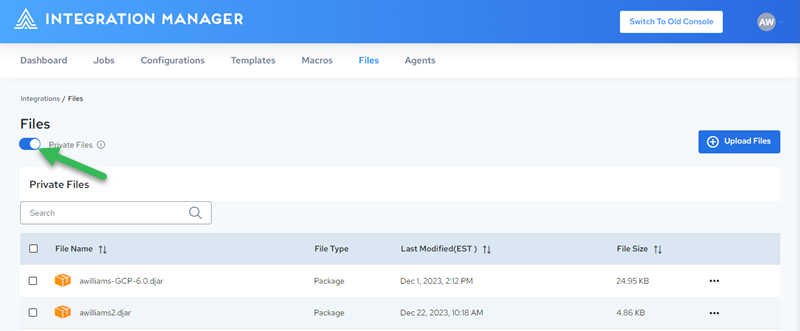 INTEGRATION MANAGER
Switch To Old Console
AW
Dashboard Jobs Configurations Templates Macros Files Agents
Integrations / Files
Files
Private Files
Upload Files
Private Files
Search
File Name File Type Last Modified(EST ) File Size
awilliams-GCP-6.0.djar Package Dec 1, 2023, 2:12 PM 24.95 KB
awilliams2.djar Package Dec 22, 2023, 10:18 AM 4.86 KB